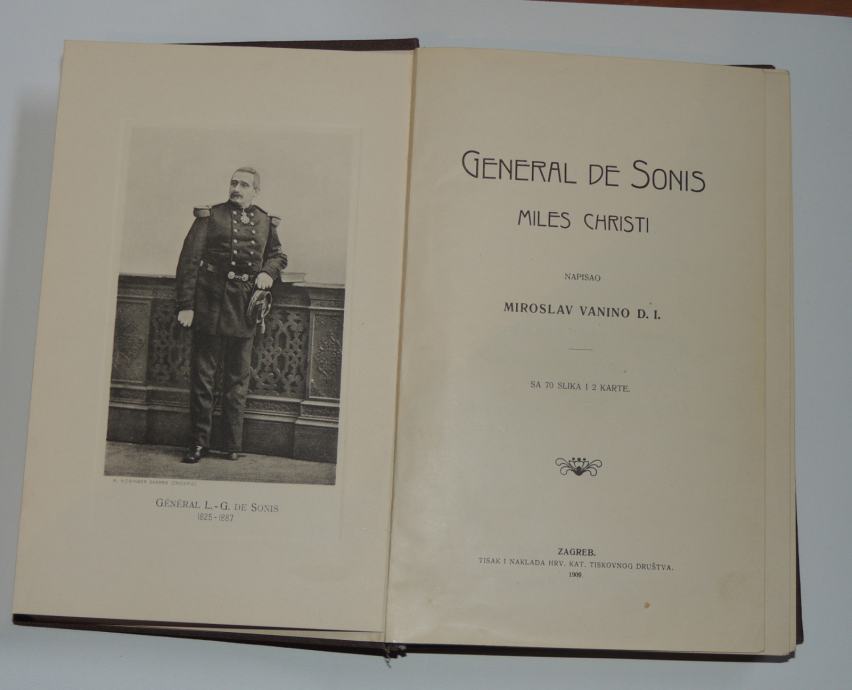 GÉNÉRAL L.-G. DE SONIS
1825-1887
GENERAL DE SONIS
MILES CHRISTI
NAPISAO
MIROSLAV VANINO D. I.
SA 70 SLIKA I 2 KARTE.
ZAGREB.
TISAK I NAKLADA HRV. KAT. TISKOVNOG DRUŠTVA.
1909